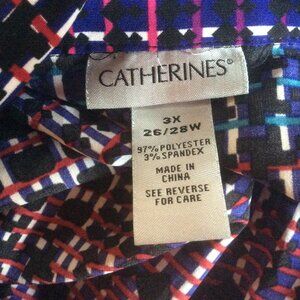 CATHERINES®
3X
26/28W
97% POLYESTER
3% SPANDEX
MADE IN
CHINA
SEE REVERSE
FOR CARE